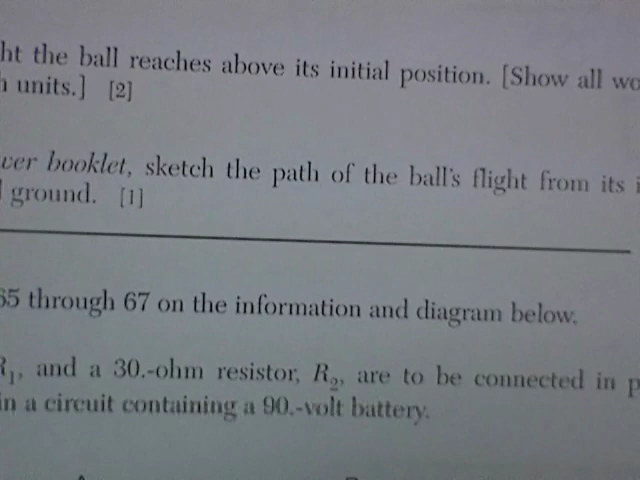 ht the ball reaches above its initial position. [Show all wo
units.] [2]
ver booklet, sketch the path of the ball's flight from its i
ground. [1]
65 through 67 on the information and diagram below.
R₁, and a 30.-ohm resistor, R₂, are to be connected in p
in a circuit containing a 90.-volt battery.